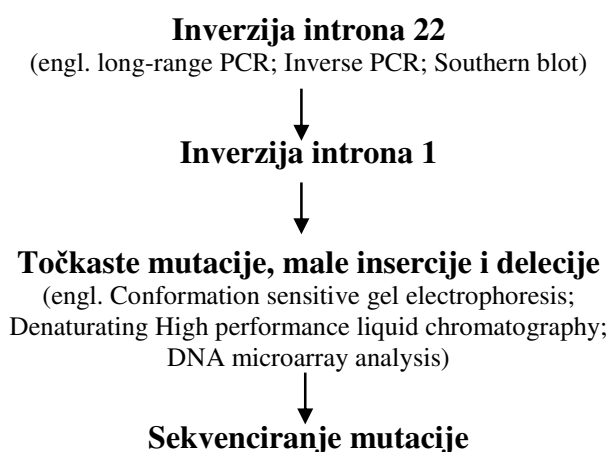 Inverzija introna 22
(engl. long-range PCR; Inverse PCR; Southern blot)
Inverzija introna 1
Točkaste mutacije, male insercije i delecije
(engl. Conformation sensitive gel electrophoresis;
Denaturating High performance liquid chromatography;
DNA microarray analysis)
Sekvenciranje mutacije